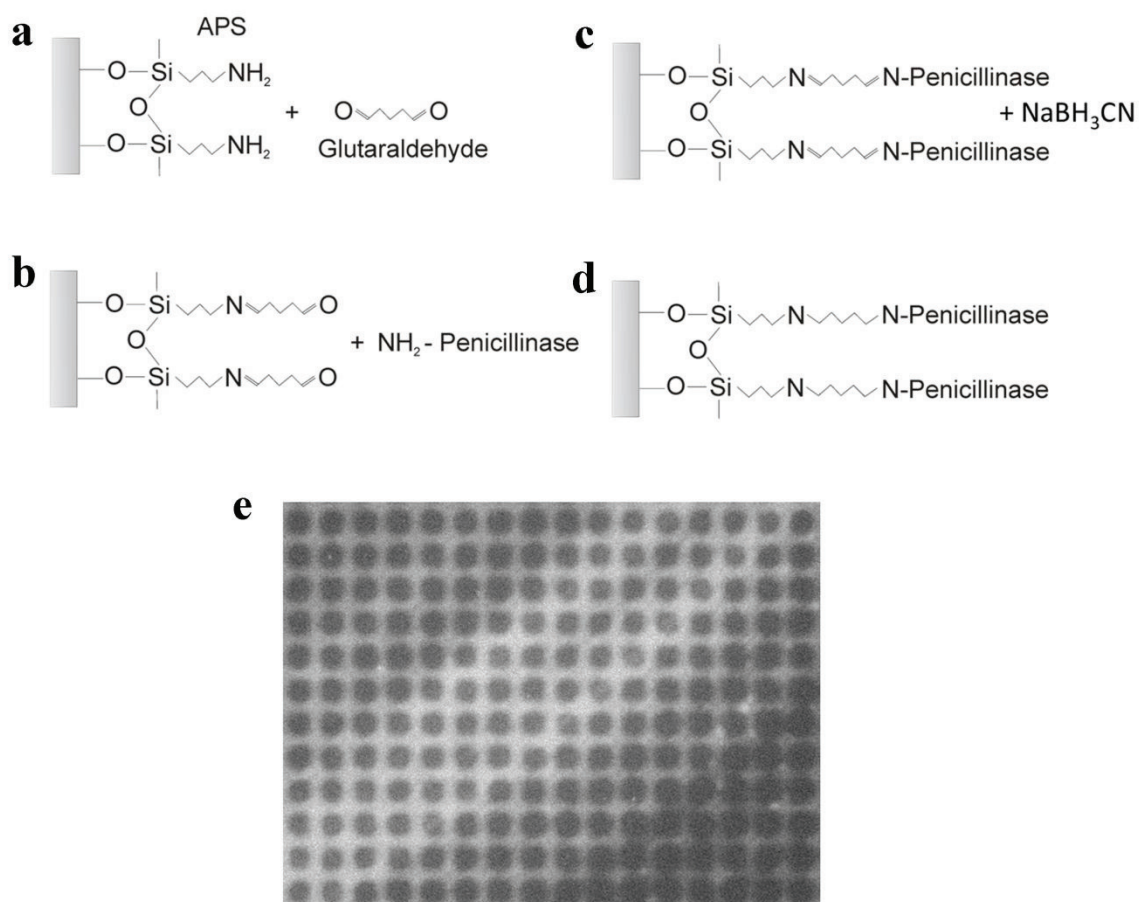 a
APS
O Si NH₂
O + O O
O Si NH₂ Glutaraldehyde
b
O Si N O
O + NH₂ - Penicillinase
O Si N O
c
O Si N N-Penicillinase
O + NaBH₃CN
O Si N N-Penicillinase
d
O Si N N-Penicillinase
O
O Si N N-Penicillinase
e